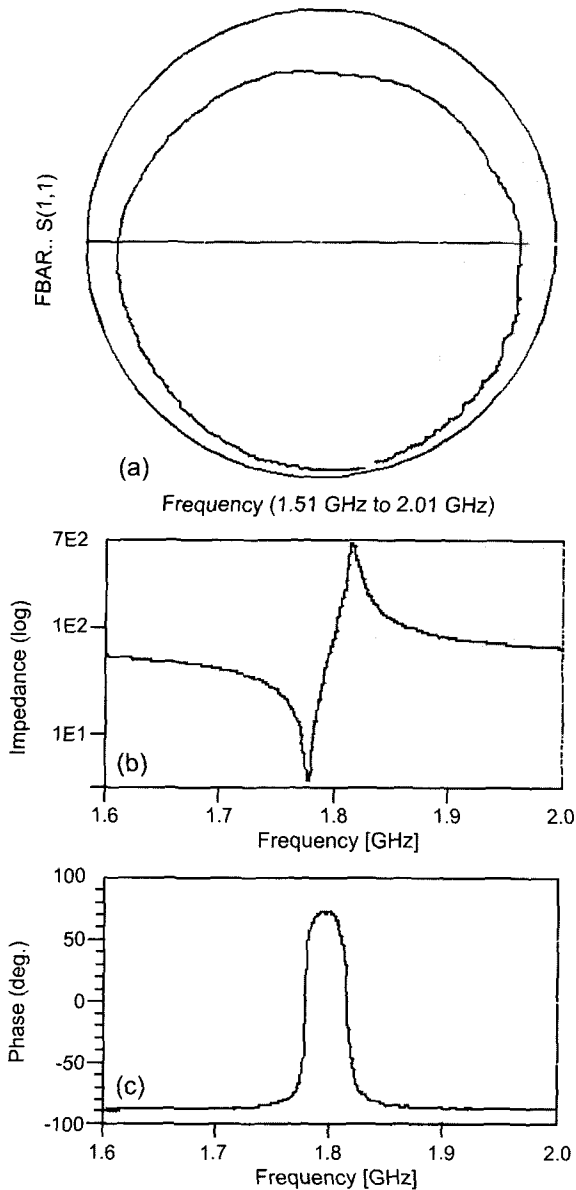 FBAR.. S(1,1)
(a)
Frequency (1.51 GHz to 2.01 GHz)
7E2
1E2
1E1
Impedance (log)
(b)
1.6 1.7 1.8 1.9 2.0
Frequency [GHz]
100
50
0
-50
-100
Phase (deg.)
(c)
1.6 1.7 1.8 1.9 2.0
Frequency [GHz]